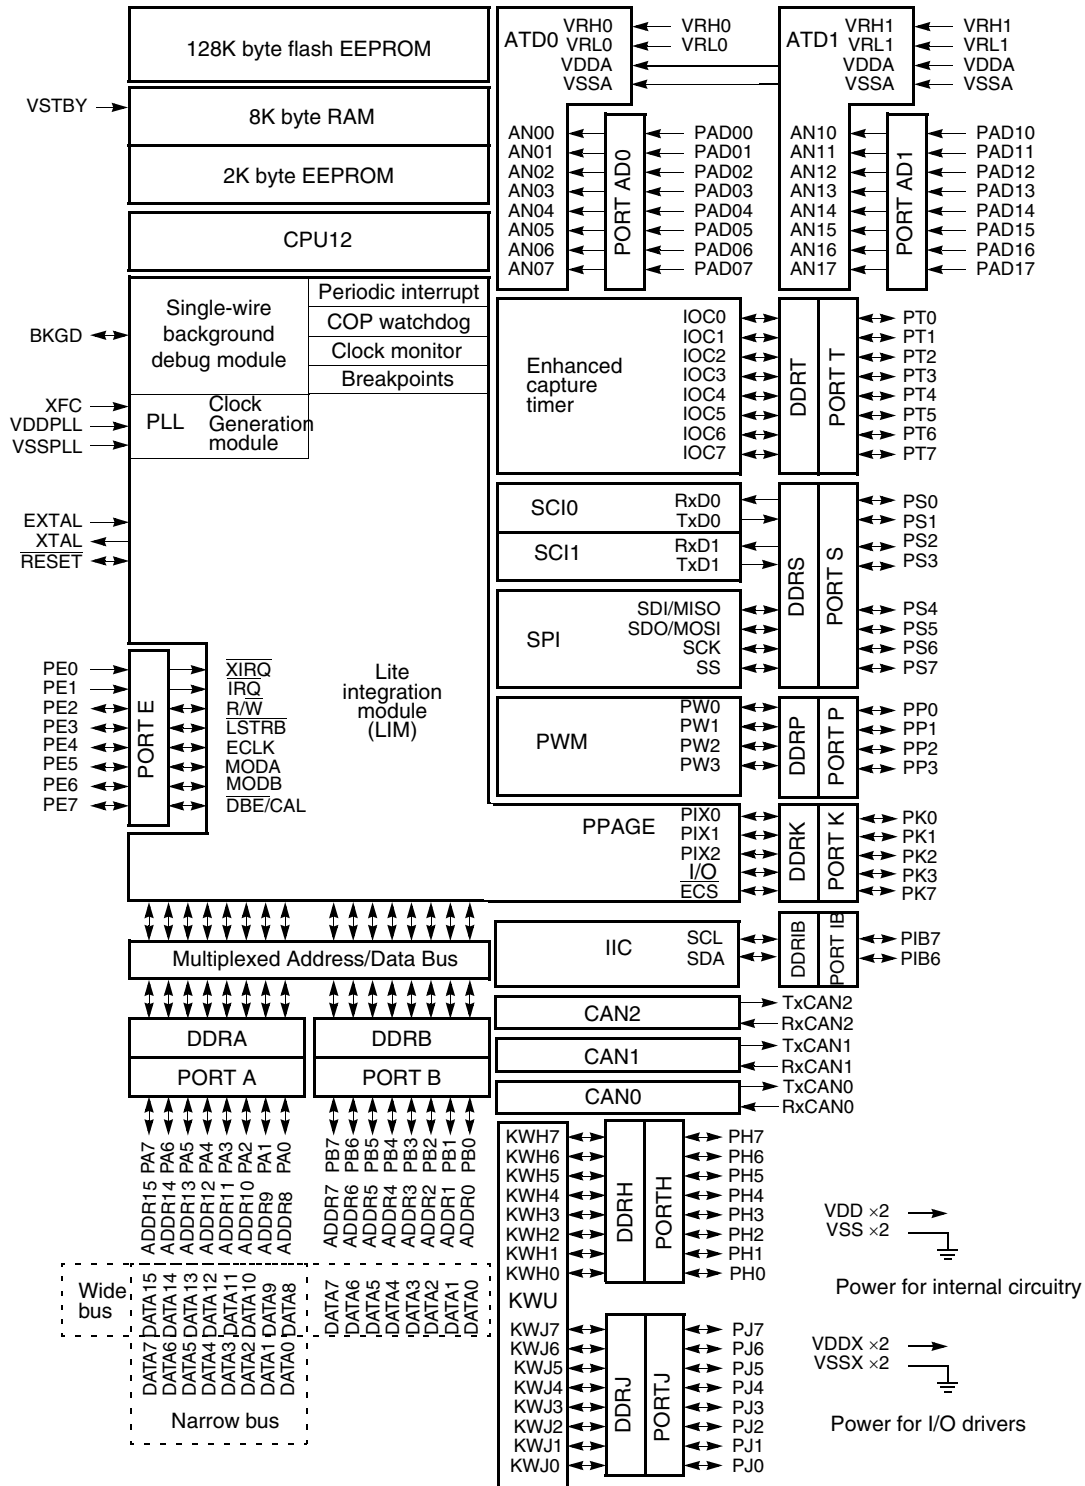 128K byte flash EEPROM
VSTBY
8K byte RAM
2K byte EEPROM
CPU12
Single-wire
background
debug module
BKGD
Periodic interrupt
COP watchdog
Clock monitor
Breakpoints
XFC
VDDPLL
VSSPLL
PLL
Clock
Generation
module
EXTAL
XTAL
RESET
PE0
PE1
PE2
PE3
PE4
PE5
PE6
PE7
PORT E
XIRQ
IRQ
R/W
LSTRB
ECLK
MODA
MODB
DBE/CAL
Lite
integration
module
(LIM)
ATD0
VRH0
VRL0
VDDA
VSSA
VRH0
VRL0
AN00
AN01
AN02
AN03
AN04
AN05
AN06
AN07
PORT AD0
PAD00
PAD01
PAD02
PAD03
PAD04
PAD05
PAD06
PAD07
ATD1
VRH1
VRL1
VDDA
VSSA
VRH1
VRL1
VDDA
VSSA
AN10
AN11
AN12
AN13
AN14
AN15
AN16
AN17
PORT AD1
PAD10
PAD11
PAD12
PAD13
PAD14
PAD15
PAD16
PAD17
Enhanced
capture
timer
IOC0
IOC1
IOC2
IOC3
IOC4
IOC5
IOC6
IOC7
DDRT
PORT T
PT0
PT1
PT2
PT3
PT4
PT5
PT6
PT7
SCI0
RxD0
TxD0
SCI1
RxD1
TxD1
SPI
SDI/MISO
SDO/MOSI
SCK
SS
DDRS
PORT S
PS0
PS1
PS2
PS3
PS4
PS5
PS6
PS7
PWM
PW0
PW1
PW2
PW3
DDRP
PORT P
PP0
PP1
PP2
PP3
PPAGE
PIX0
PIX1
PIX2
I/O
ECS
DDRK
PORT K
PK0
PK1
PK2
PK3
PK7
IIC
SCL
SDA
DDRIB
PORT IB
PIB7
PIB6
CAN2
TxCAN2
RxCAN2
CAN1
TxCAN1
RxCAN1
CAN0
TxCAN0
RxCAN0
Multiplexed Address/Data Bus
DDRA
PORT A
DDRB
PORT B
PA7
PA6
PA5
PA4
PA3
PA2
PA1
PA0
PB7
PB6
PB5
PB4
PB3
PB2
PB1
PB0
ADDR15
ADDR14
ADDR13
ADDR12
ADDR11
ADDR10
ADDR9
ADDR8
ADDR7
ADDR6
ADDR5
ADDR4
ADDR3
ADDR2
ADDR1
ADDR0
Wide
bus
DATA15
DATA14
DATA13
DATA12
DATA11
DATA10
DATA9
DATA8
DATA7
DATA6
DATA5
DATA4
DATA3
DATA2
DATA1
DATA0
DATA7
DATA6
DATA5
DATA4
DATA3
DATA2
DATA1
DATA0
Narrow bus
KWH7
KWH6
KWH5
KWH4
KWH3
KWH2
KWH1
KWH0
DDRH
PORTH
PH7
PH6
PH5
PH4
PH3
PH2
PH1
PH0
KWU
KWJ7
KWJ6
KWJ5
KWJ4
KWJ3
KWJ2
KWJ1
KWJ0
DDRJ
PORTJ
PJ7
PJ6
PJ5
PJ4
PJ3
PJ2
PJ1
PJ0
VDD ×2
VSS ×2
Power for internal circuitry
VDDX ×2
VSSX ×2
Power for I/O drivers